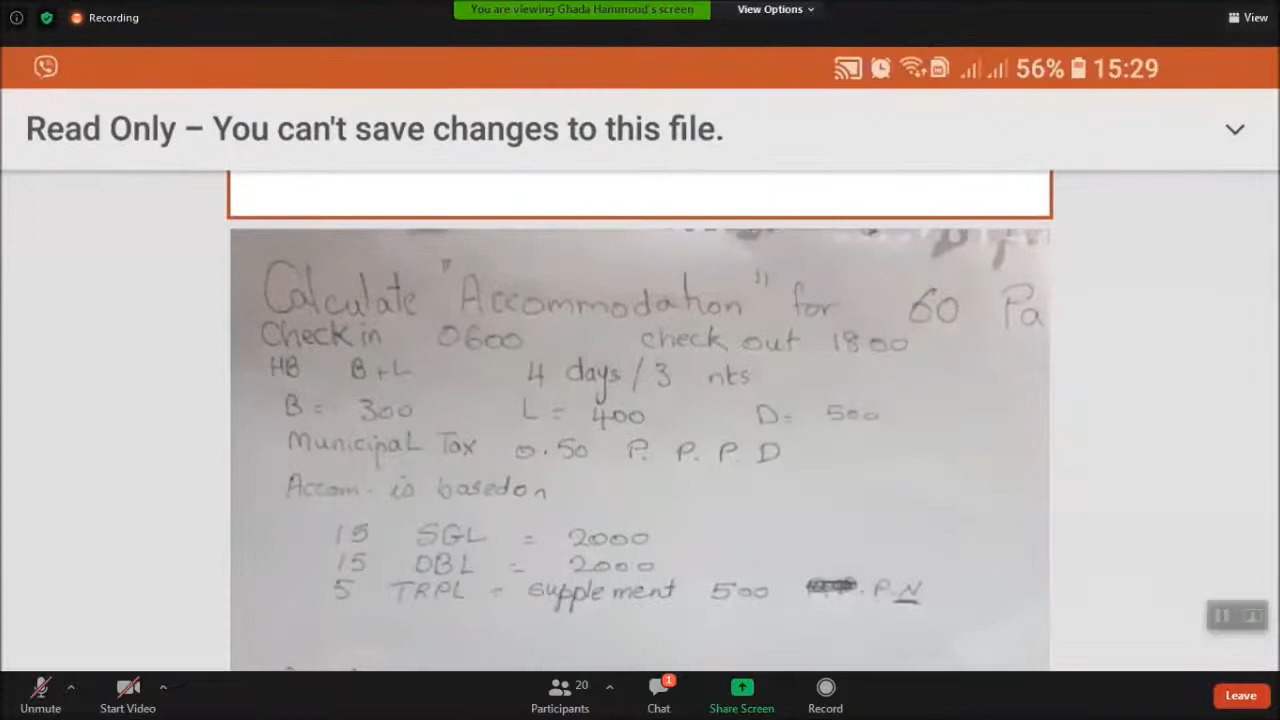 Recording
You are viewing Ghada Hammoud's screen
View Options
View
56% 15:29
Read Only – You can't save changes to this file.
Calculate "Accommodation" for 60 Pa
Check in 0600 check out 1800
HB B+L 4 days/3 nts
B = 300 L = 400 D = 500
Municipal Tax 0.50 P. P. P D
Accom. is based on
15 SGL = 2000
15 DBL = 2000
5 TRPL = supplement 500 P.N
Unmute
Start Video
20
Participants
1
Chat
Share Screen
Record
Leave